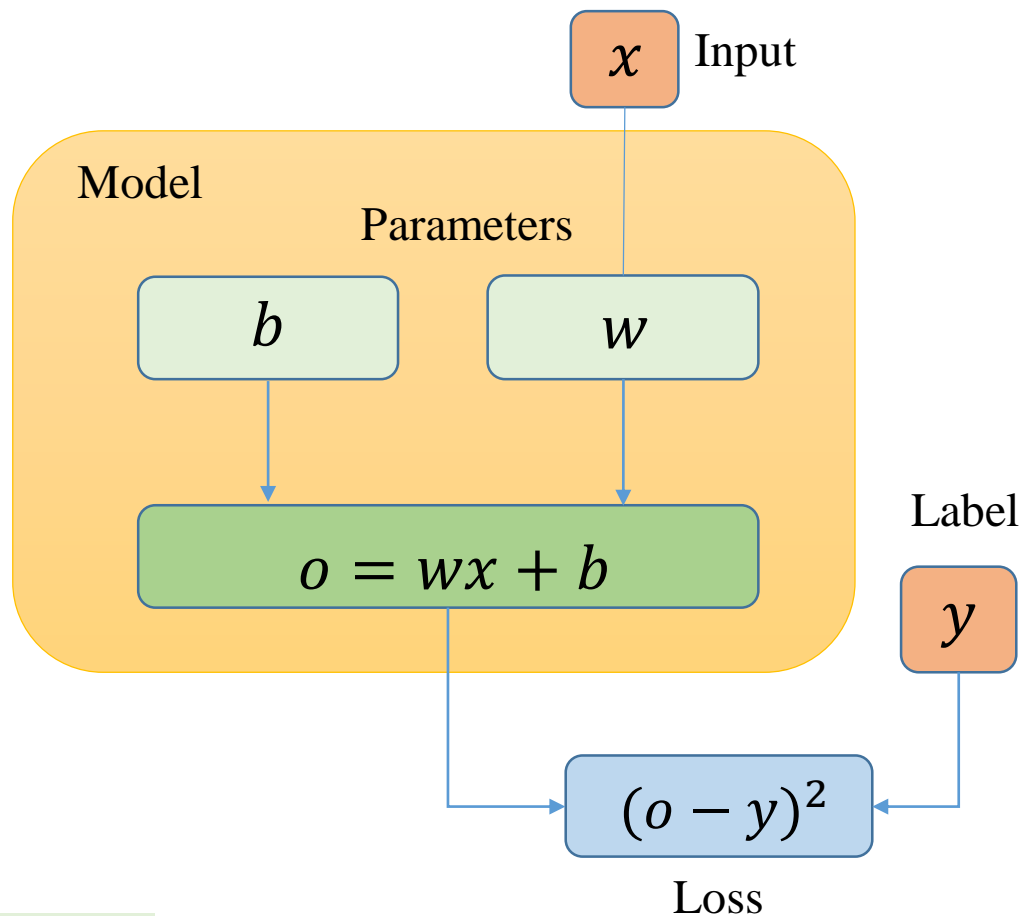 x
Input
Model
Parameters
b
w
o = wx + b
Label
y
(o − y)²
Loss